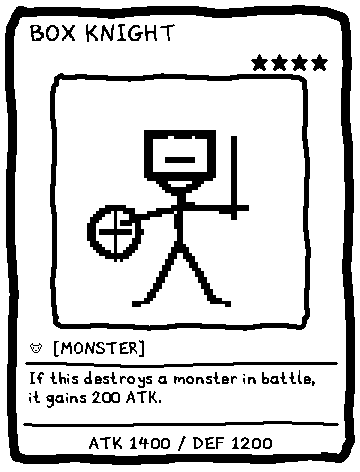 BOX KNIGHT
★★★★
[MONSTER]
If this destroys a monster in battle,
it gains 200 ATK.
ATK 1400 / DEF 1200